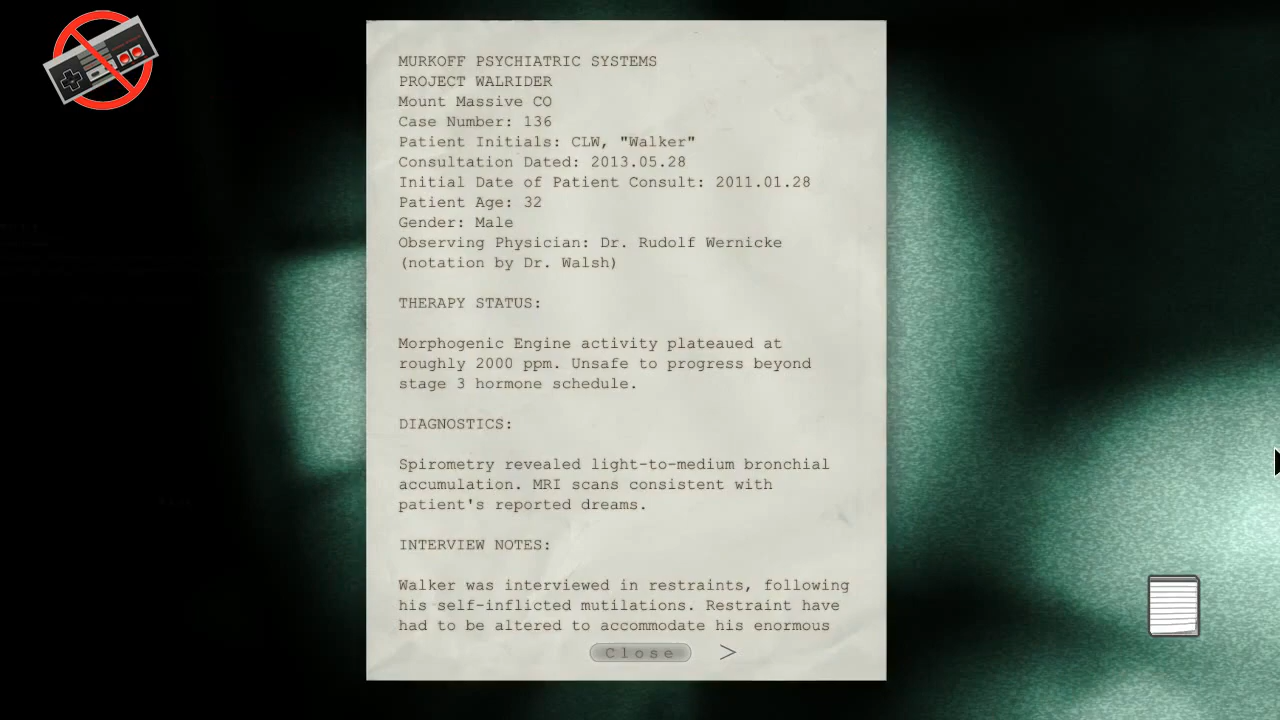 MURKOFF PSYCHIATRIC SYSTEMS
PROJECT WALRIDER
Mount Massive CO
Case Number: 136
Patient Initials: CLW, "Walker"
Consultation Dated: 2013.05.28
Initial Date of Patient Consult: 2011.01.28
Patient Age: 32
Gender: Male
Observing Physician: Dr. Rudolf Wernicke
(notation by Dr. Walsh)
THERAPY STATUS:
Morphogenic Engine activity plateaued at
roughly 2000 ppm. Unsafe to progress beyond
stage 3 hormone schedule.
DIAGNOSTICS:
Spirometry revealed light-to-medium bronchial
accumulation. MRI scans consistent with
patient's reported dreams.
INTERVIEW NOTES:
Walker was interviewed in restraints, following
his self-inflicted mutilations. Restraint have
had to be altered to accommodate his enormous
Close >